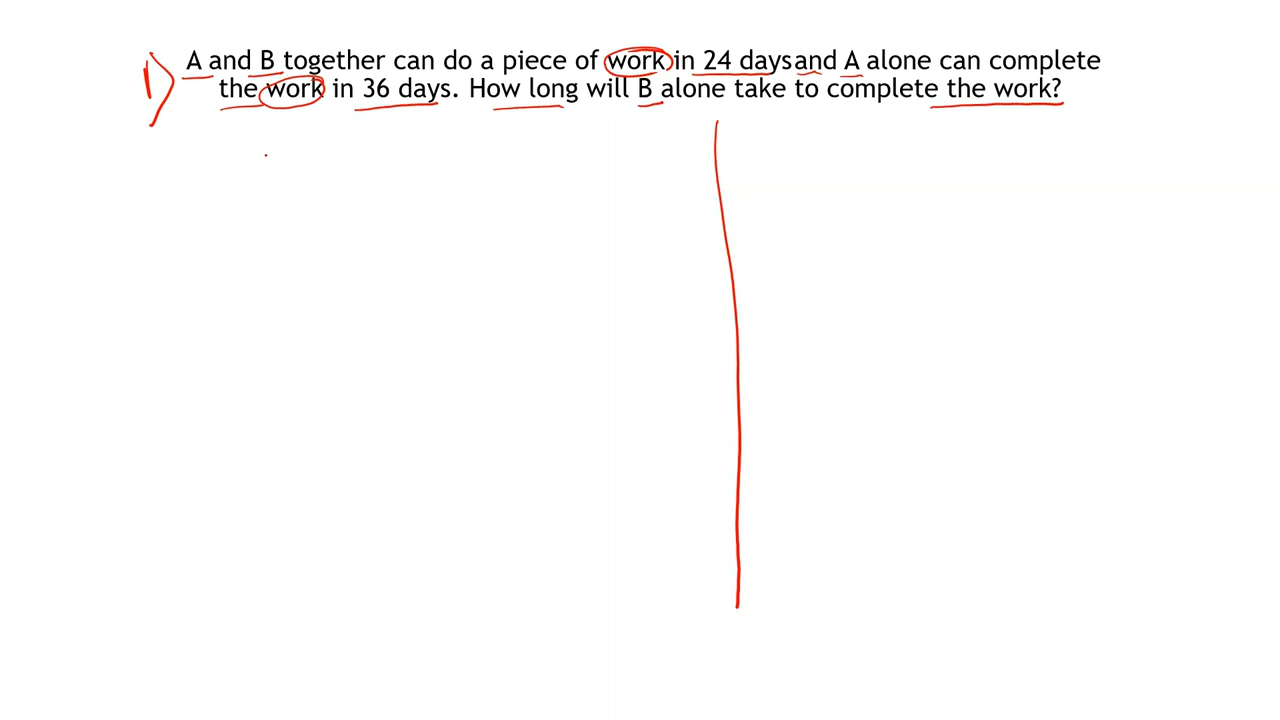 1) A and B together can do a piece of work in 24 days and A alone can complete
the work in 36 days. How long will B alone take to complete the work?